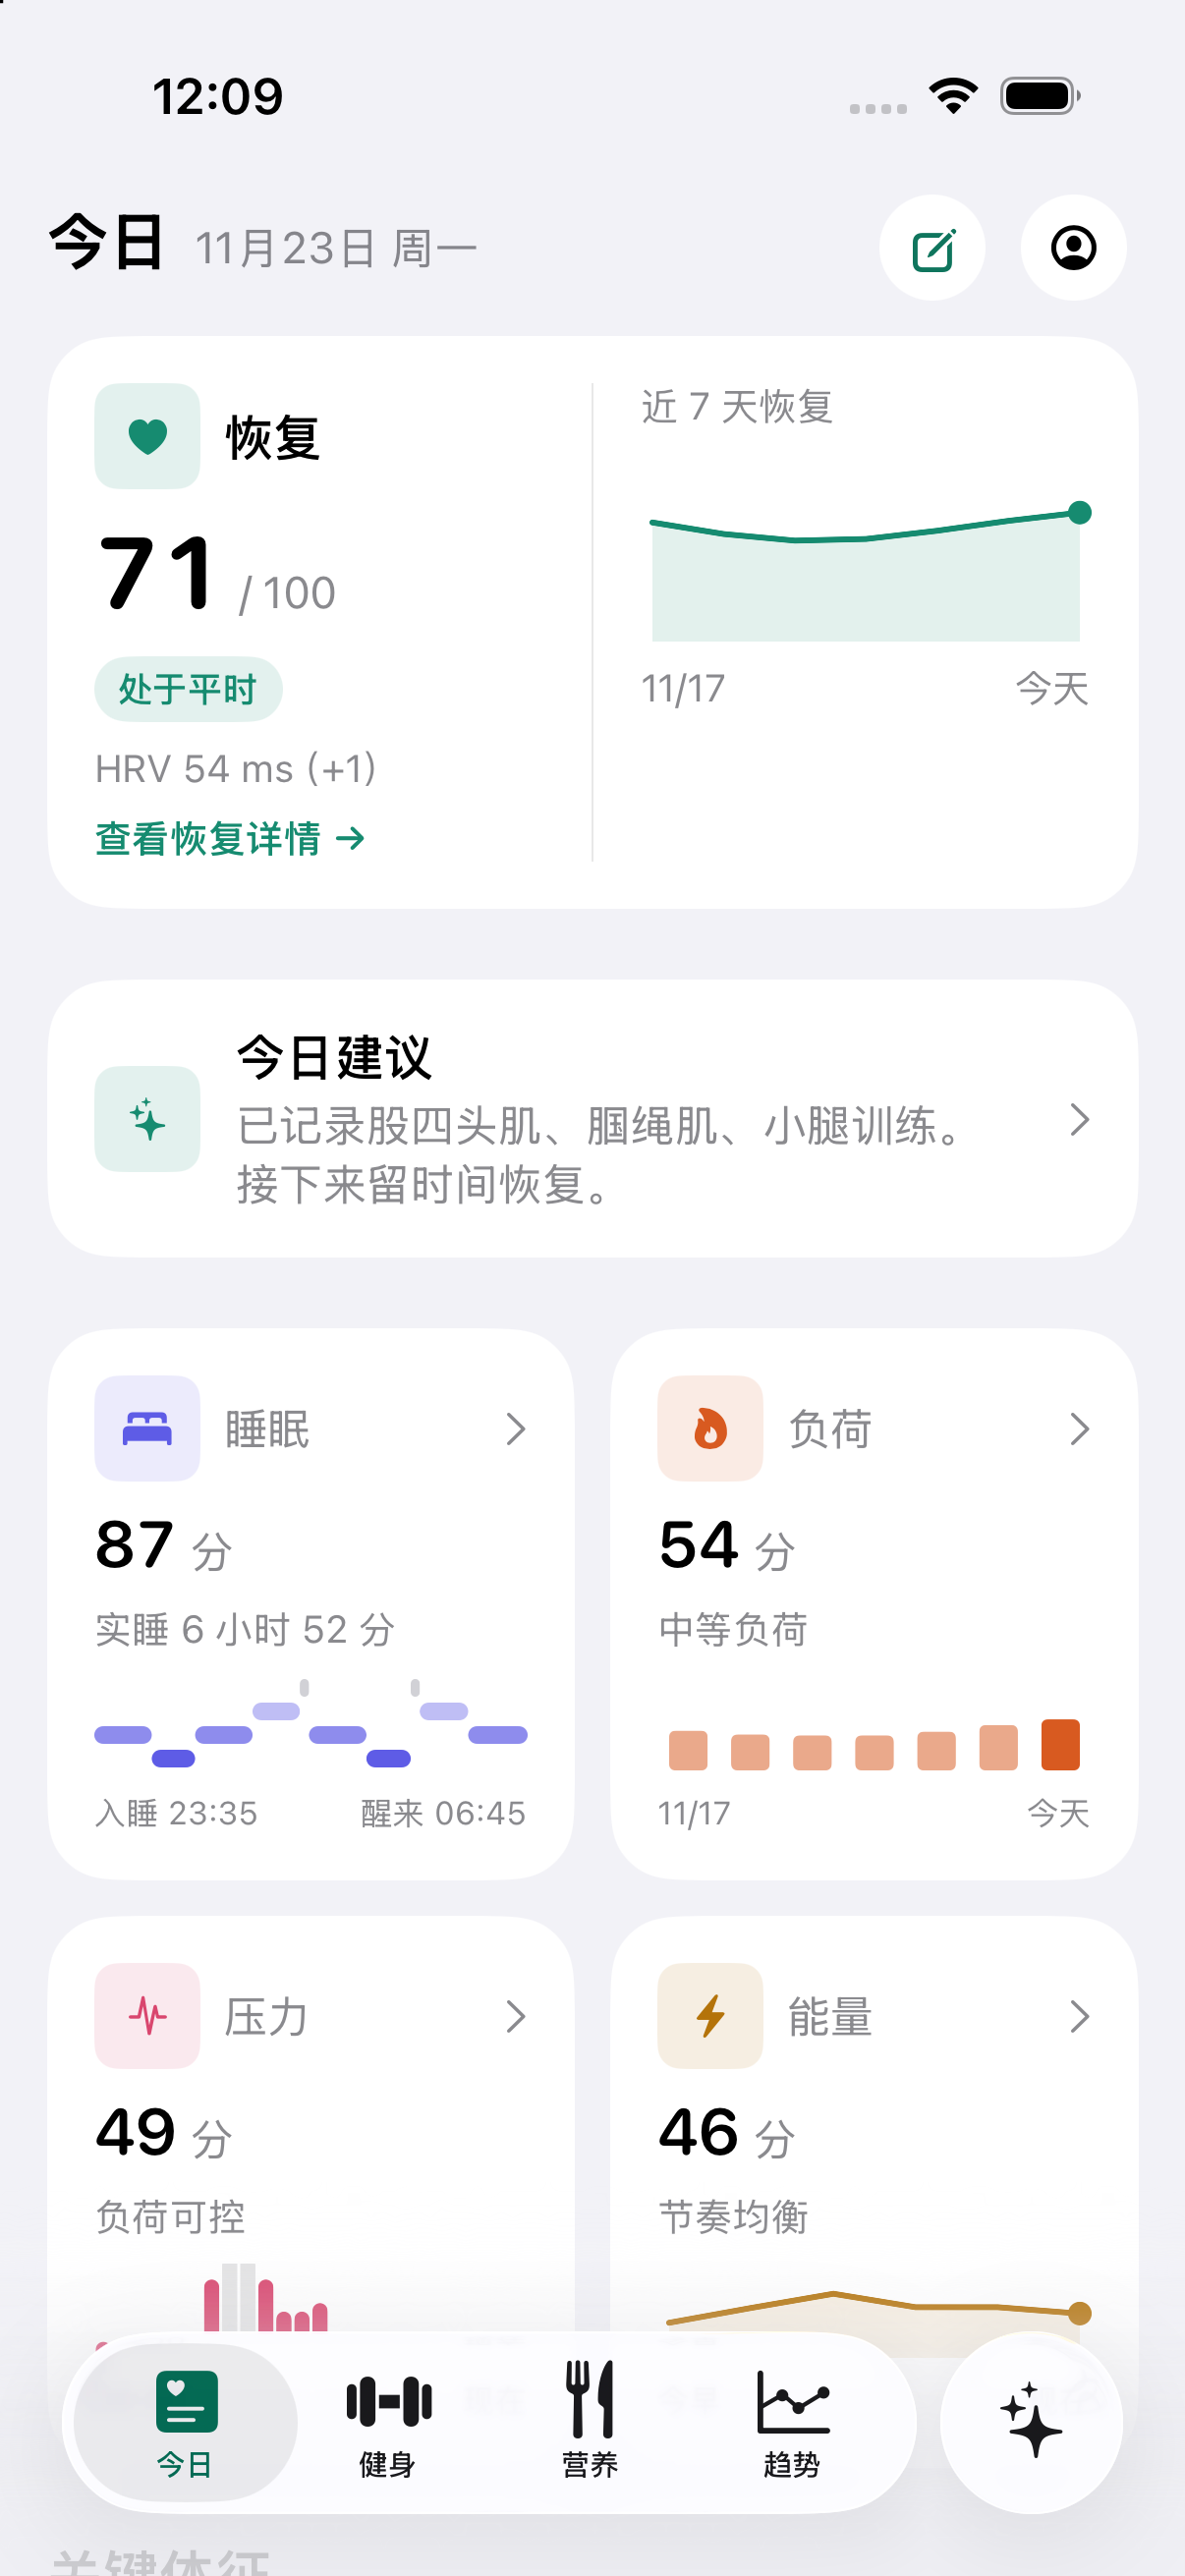 12:09
今日 11月23日 周一
恢复
71 / 100
处于平时
HRV 54 ms (+1)
查看恢复详情 →
近 7 天恢复
11/17 今天
今日建议
已记录股四头肌、腘绳肌、小腿训练。
接下来留时间恢复。
睡眠
87 分
实睡 6 小时 52 分
入睡 23:35 醒来 06:45
负荷
54 分
中等负荷
11/17 今天
压力
49 分
负荷可控
能量
46 分
节奏均衡
今日 健身 营养 趋势
关键体征